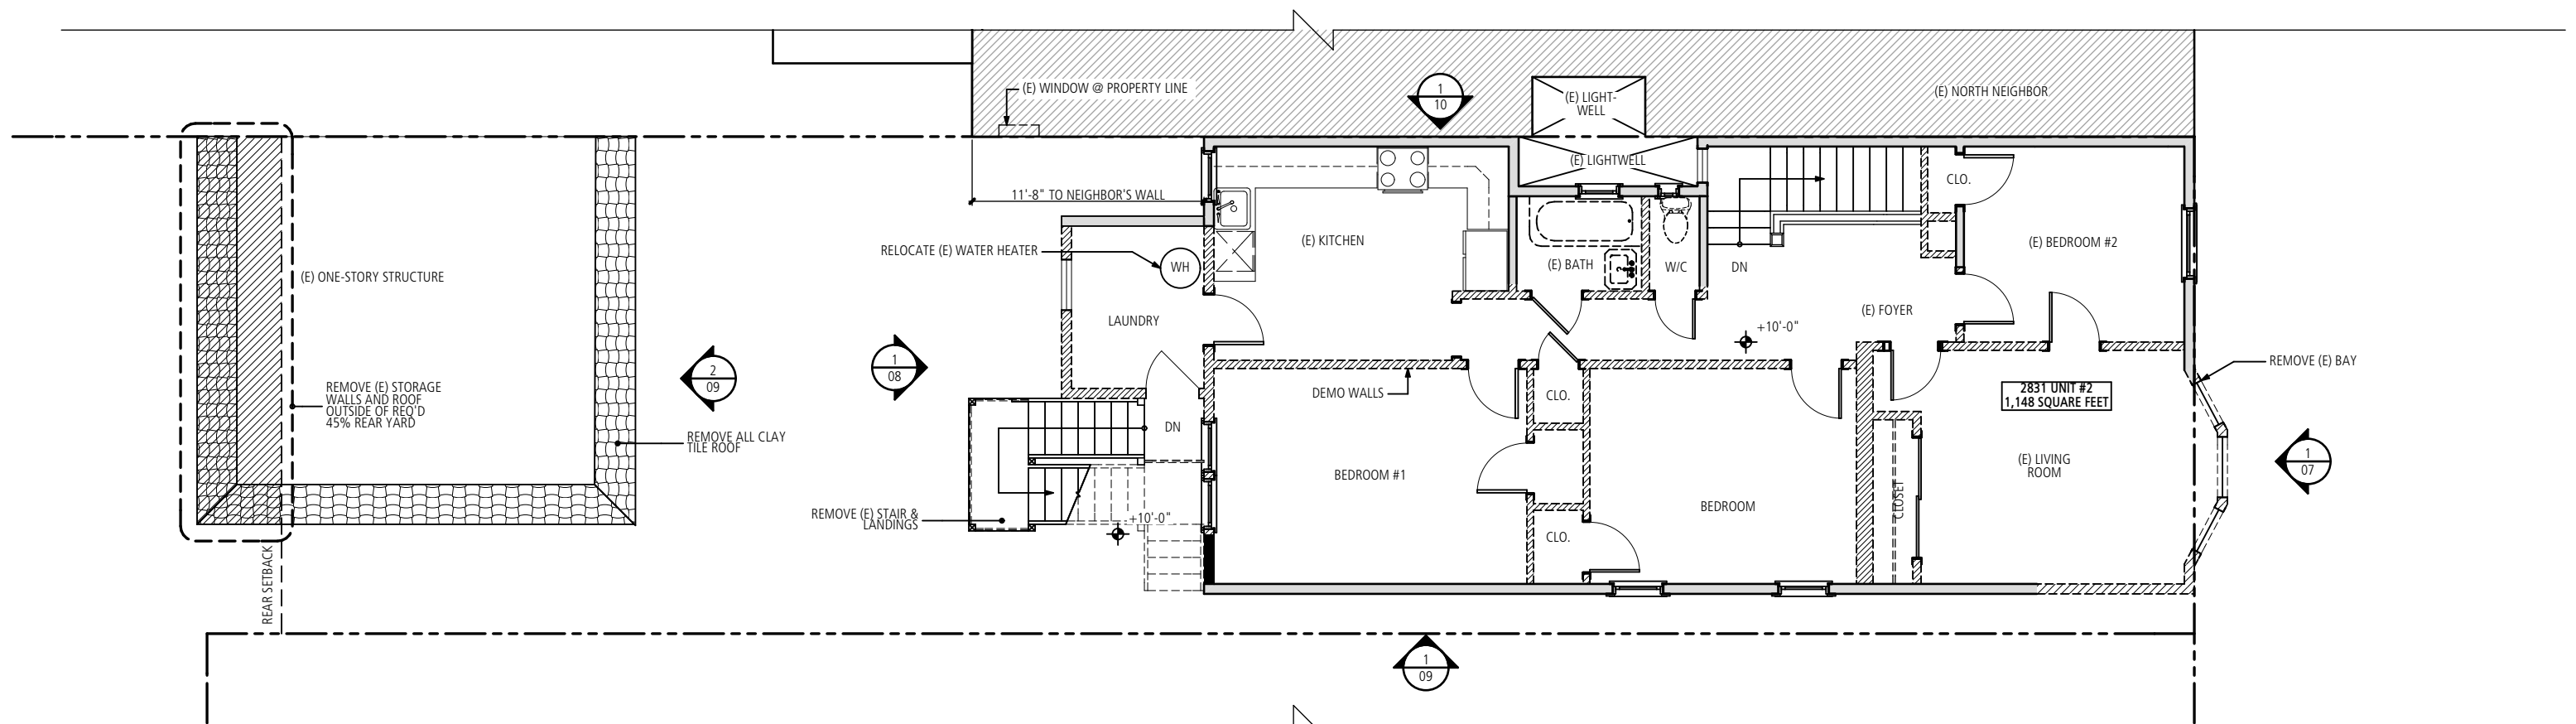 (E) WINDOW @ PROPERTY LINE
1
10
(E) LIGHT-
WELL
(E) NORTH NEIGHBOR
(E) LIGHTWELL
CLO.
11'-8" TO NEIGHBOR'S WALL
RELOCATE (E) WATER HEATER
WH
(E) KITCHEN
(E) BATH
W/C
DN
(E) BEDROOM #2
(E) ONE-STORY STRUCTURE
LAUNDRY
(E) FOYER
+10'-0"
REMOVE (E) BAY
2
09
1
08
REMOVE (E) STORAGE
WALLS AND ROOF
OUTSIDE OF REQ'D
45% REAR YARD
DEMO WALLS
CLO.
2831 UNIT #2
1,148 SQUARE FEET
DN
REMOVE ALL CLAY
TILE ROOF
BEDROOM #1
(E) LIVING
ROOM
1
07
CLOSET
BEDROOM
REMOVE (E) STAIR &
LANDINGS
+10'-0"
CLO.
REAR SETBACK
1
09